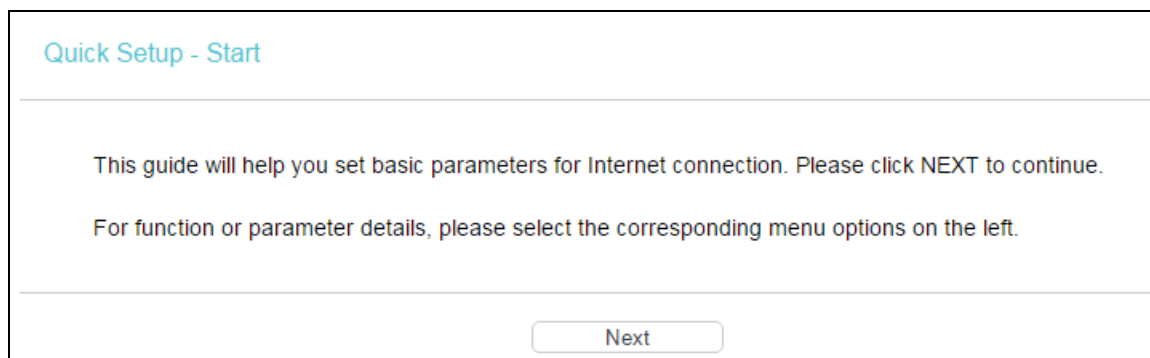 Quick Setup - Start
This guide will help you set basic parameters for Internet connection. Please click NEXT to continue.
For function or parameter details, please select the corresponding menu options on the left.
Next